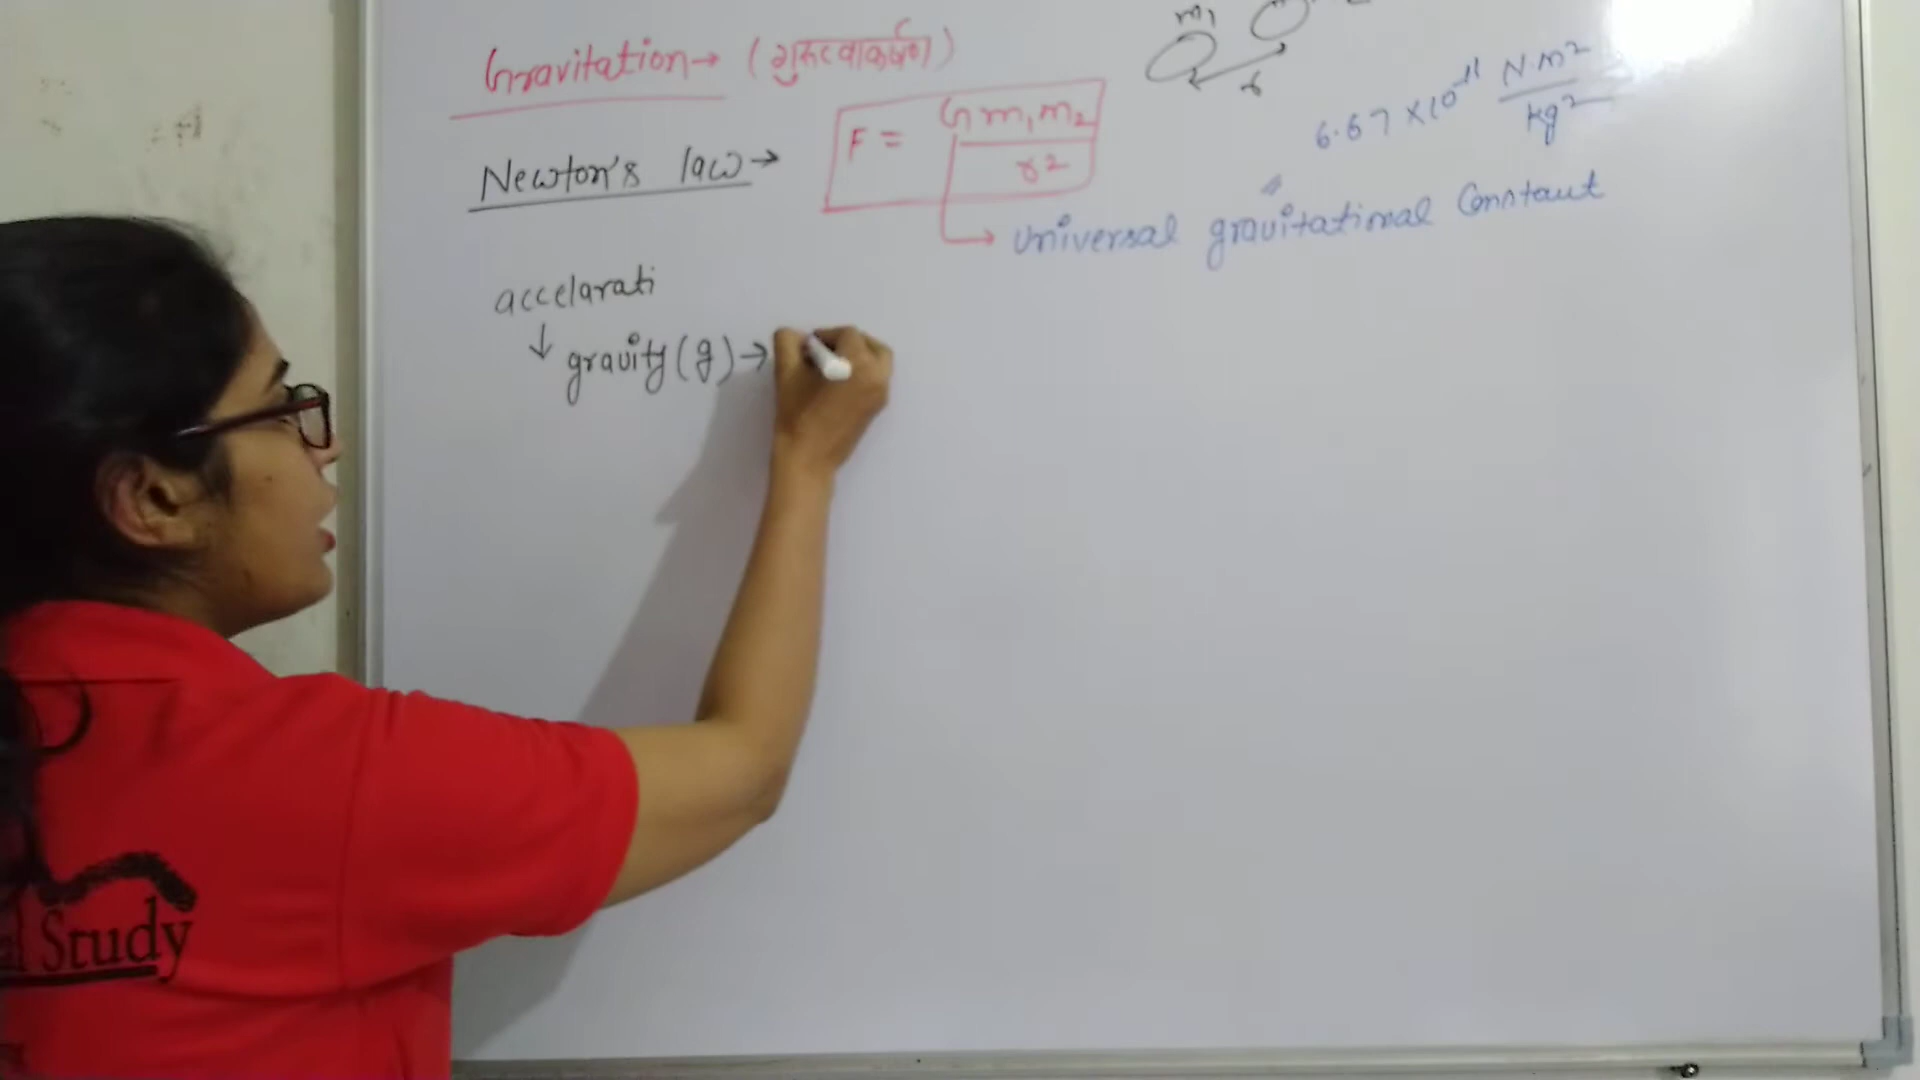 m₁
r
Gravitation→ (गुरुत्वाकर्षण)
6.67 ×10⁻¹¹ N.m²/kg²
Newton's law→ F = Gm₁m₂/r²
→ Universal gravitational Constant
accelarati
↓ gravity (g)→
Study